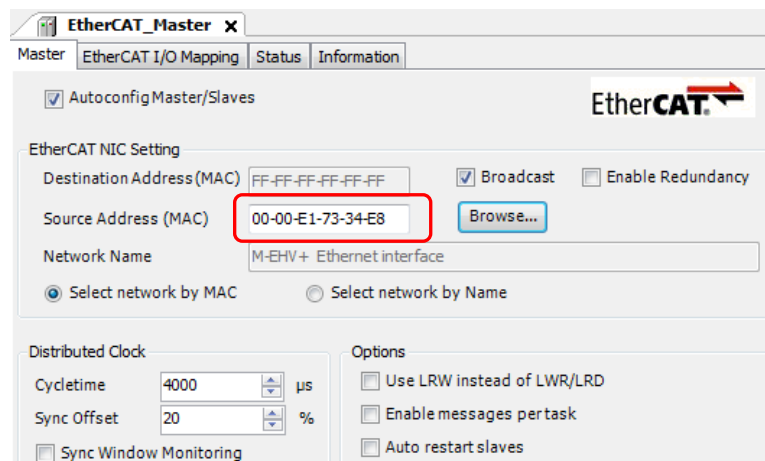 EtherCAT_Master x
Master EtherCAT I/O Mapping Status Information
Autoconfig Master/Slaves
EtherCAT.
EtherCAT NIC Setting
Destination Address (MAC) FF-FF-FF-FF-FF-FF Broadcast Enable Redundancy
Source Address (MAC) 00-00-E1-73-34-E8 Browse...
Network Name M-EHV+ Ethernet interface
Select network by MAC Select network by Name
Distributed Clock Options
Cycletime 4000 µs Use LRW instead of LWR/LRD
Sync Offset 20 % Enable messages per task
Sync Window Monitoring Auto restart slaves